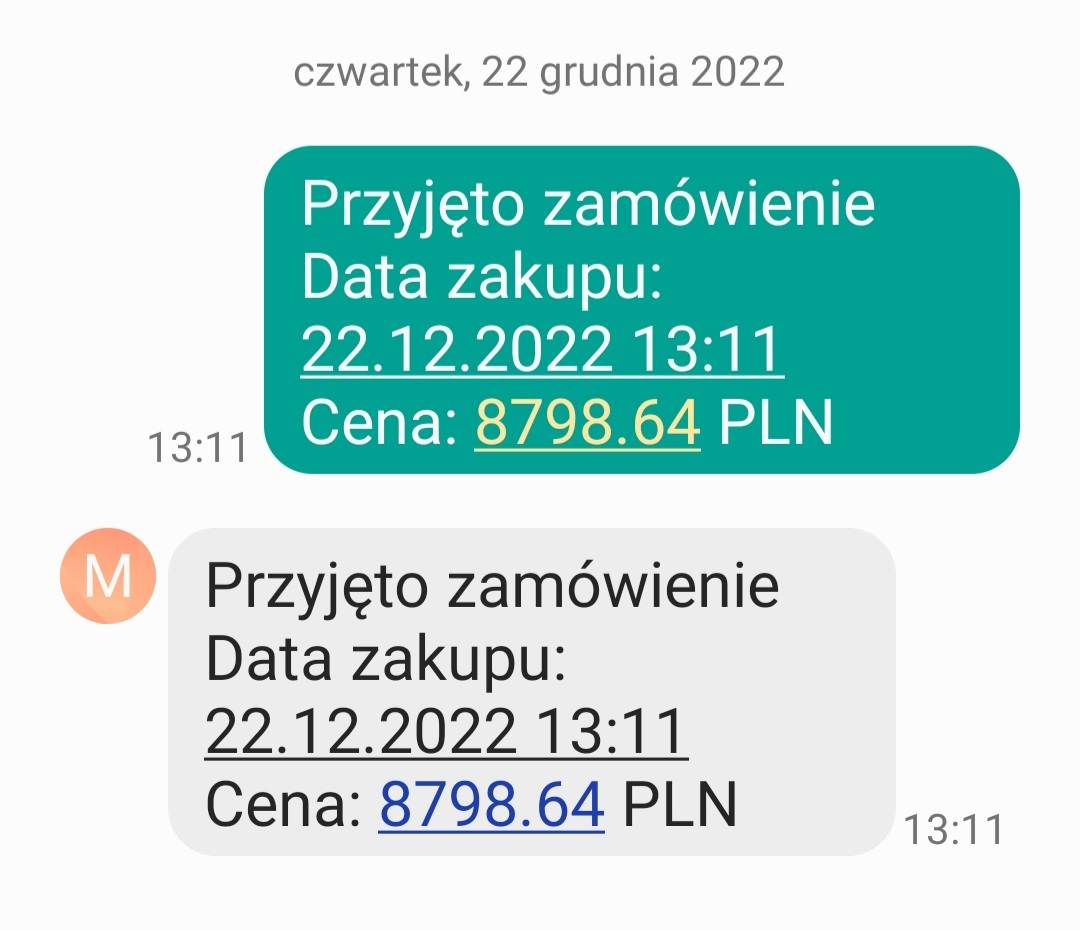 czwartek, 22 grudnia 2022
Przyjęto zamówienie
Data zakupu:
22.12.2022 13:11
Cena: 8798.64 PLN
13:11
M
Przyjęto zamówienie
Data zakupu:
22.12.2022 13:11
Cena: 8798.64 PLN
13:11